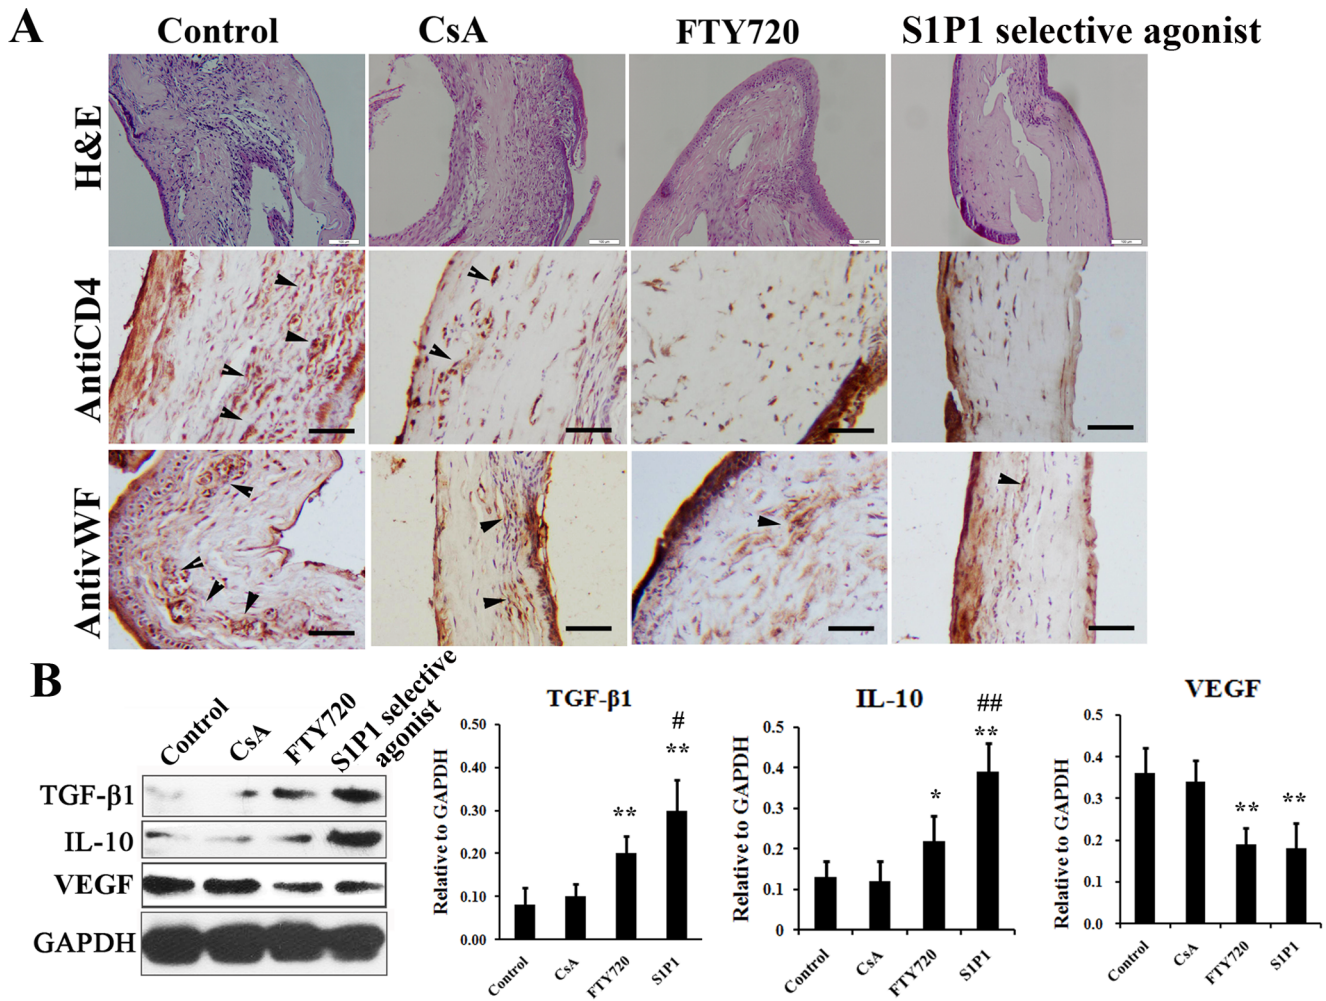 A
Control
CsA
FTY720
S1P1 selective agonist
H&E
AntiCD4
AntivWF
B
Control
CsA
FTY720
S1P1 selective
agonist
TGF-β1
IL-10
VEGF
GAPDH
TGF-β1
Relative to GAPDH
0.50
0.40
0.30
0.20
0.10
0.00
**
#
**
Control
CsA
FTY720
S1P1
IL-10
Relative to GAPDH
0.5
0.4
0.3
0.2
0.1
0
*
##
**
Control
CsA
FTY720
S1P1
VEGF
Relative to GAPDH
0.5
0.4
0.3
0.2
0.1
0.0
**
**
Control
CsA
FTY720
S1P1